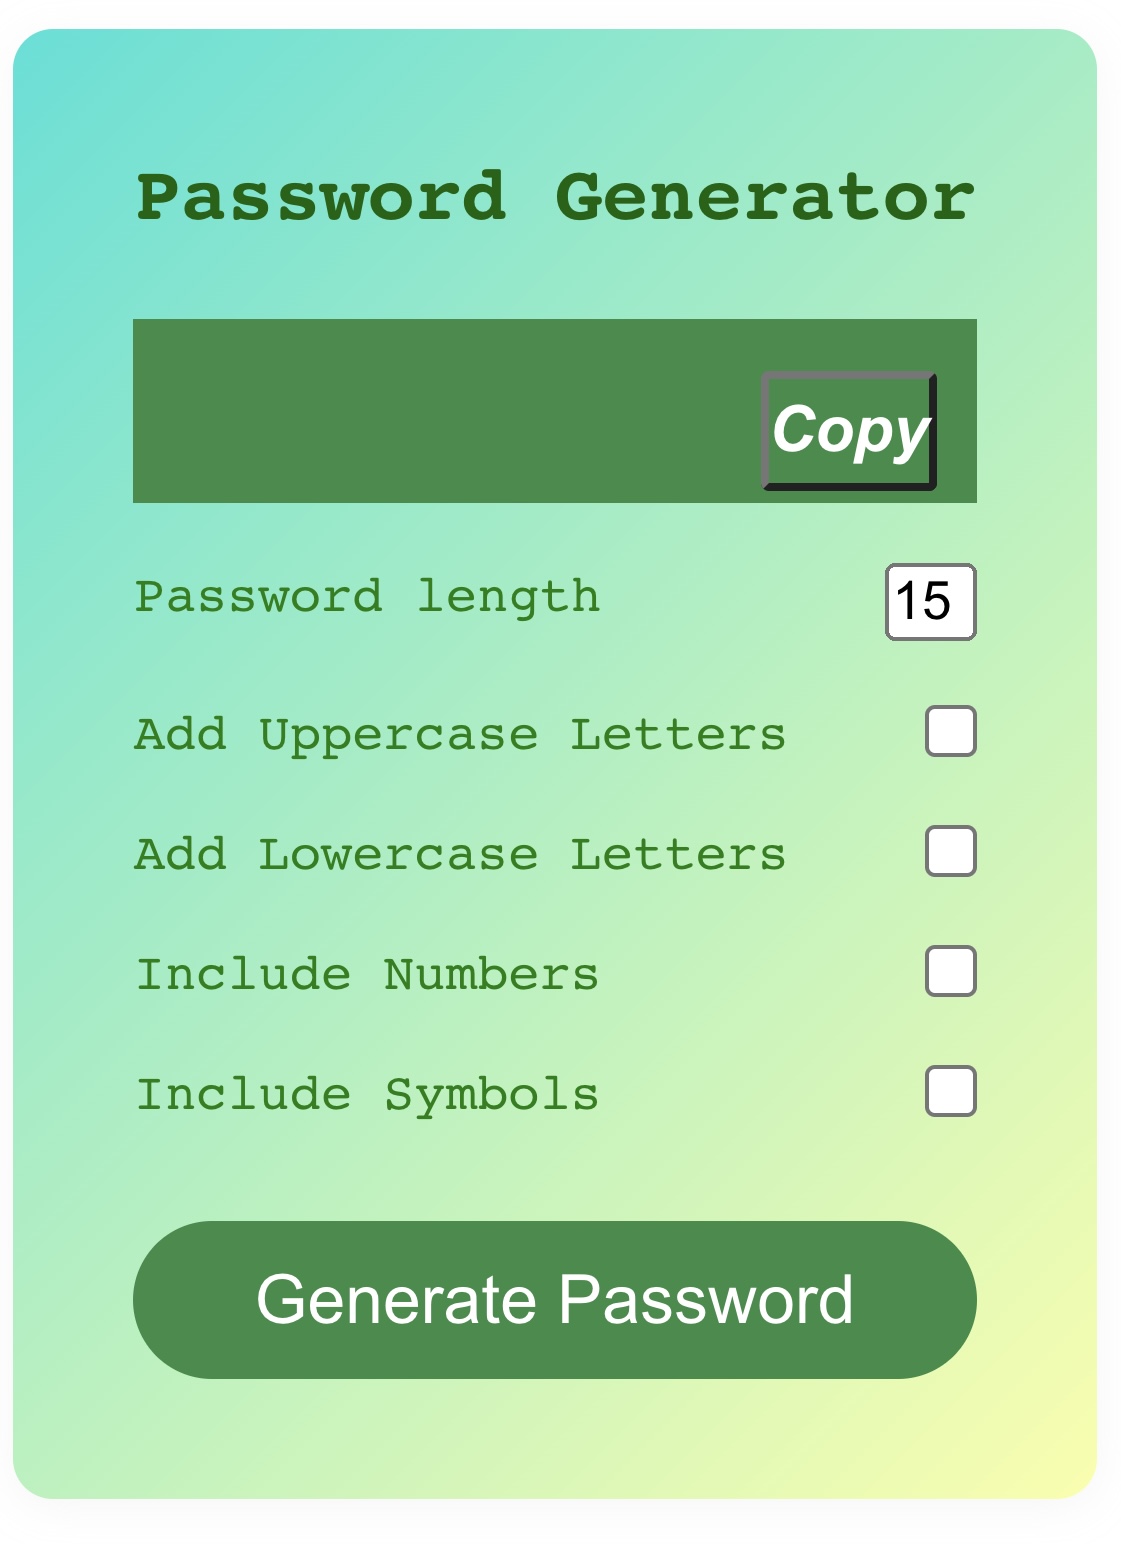 Password Generator
Copy
Password length 15
Add Uppercase Letters
Add Lowercase Letters
Include Numbers
Include Symbols
Generate Password